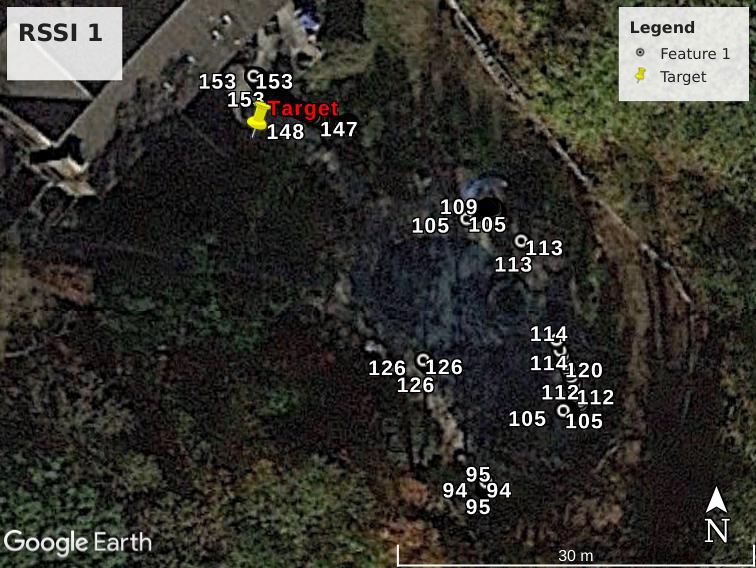 RSSI 1
Legend
Feature 1
Target
153 153
153
Target
148 147
109
105 105
113
113
114
114 120
126 126
126
112 112
105 105
95
94 94
95
N
Google Earth
30 m